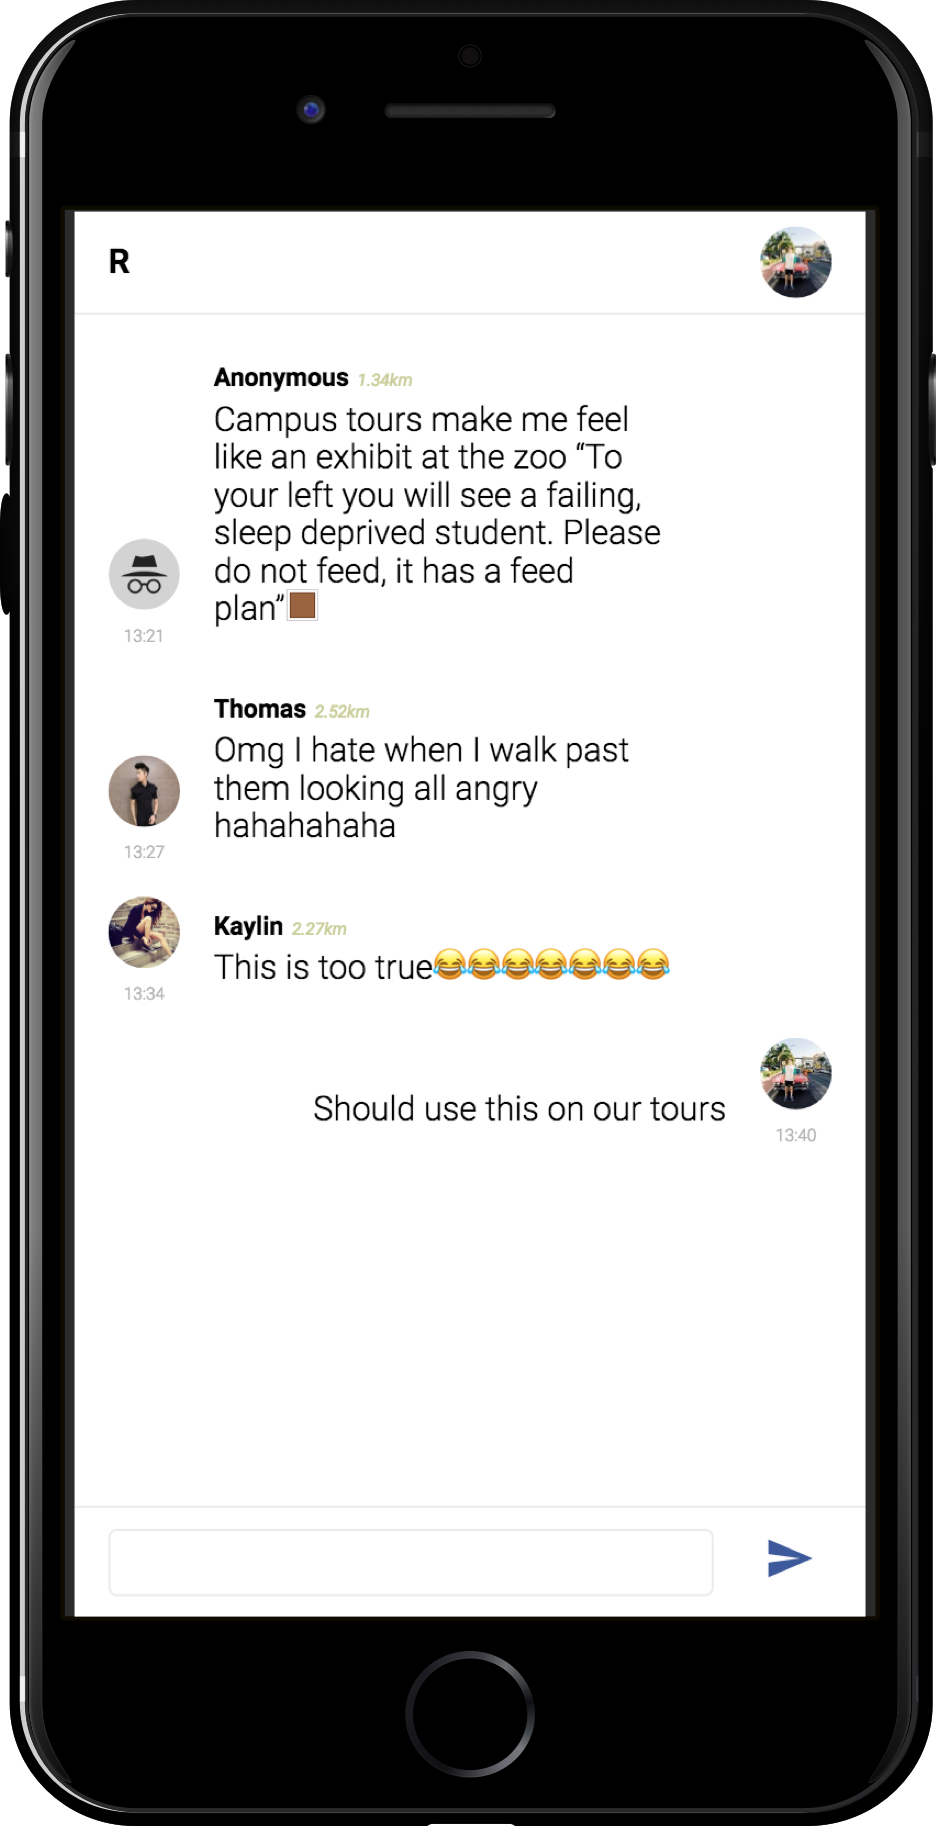 R
Anonymous 1.34km
Campus tours make me feel
like an exhibit at the zoo “To
your left you will see a failing,
sleep deprived student. Please
do not feed, it has a feed
plan”🏾
13:21
Thomas 2.52km
Omg I hate when I walk past
them looking all angry
hahahahaha
13:27
Kaylin 2.27km
This is too true😂😂😂😂😂😂😂
13:34
Should use this on our tours
13:40